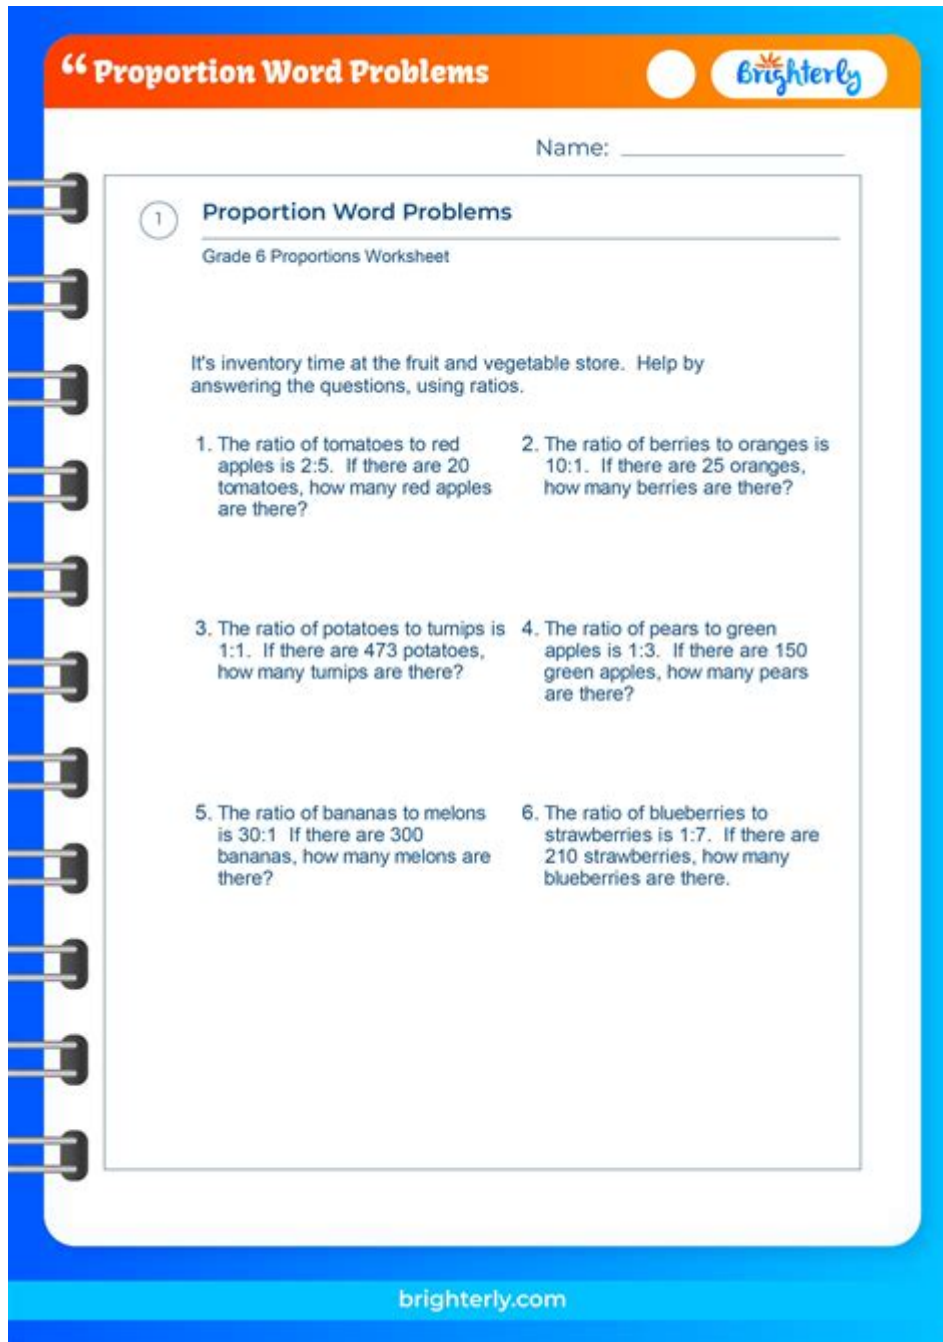 “ Proportion Word Problems
Brighterly
Name:
1
Proportion Word Problems
Grade 6 Proportions Worksheet
It's inventory time at the fruit and vegetable store. Help by
answering the questions, using ratios.
1. The ratio of tomatoes to red
apples is 2:5. If there are 20
tomatoes, how many red apples
are there?
2. The ratio of berries to oranges is
10:1. If there are 25 oranges,
how many berries are there?
3. The ratio of potatoes to turnips is
1:1. If there are 473 potatoes,
how many turnips are there?
4. The ratio of pears to green
apples is 1:3. If there are 150
green apples, how many pears
are there?
5. The ratio of bananas to melons
is 30:1 If there are 300
bananas, how many melons are
there?
6. The ratio of blueberries to
strawberries is 1:7. If there are
210 strawberries, how many
blueberries are there.
brighterly.com